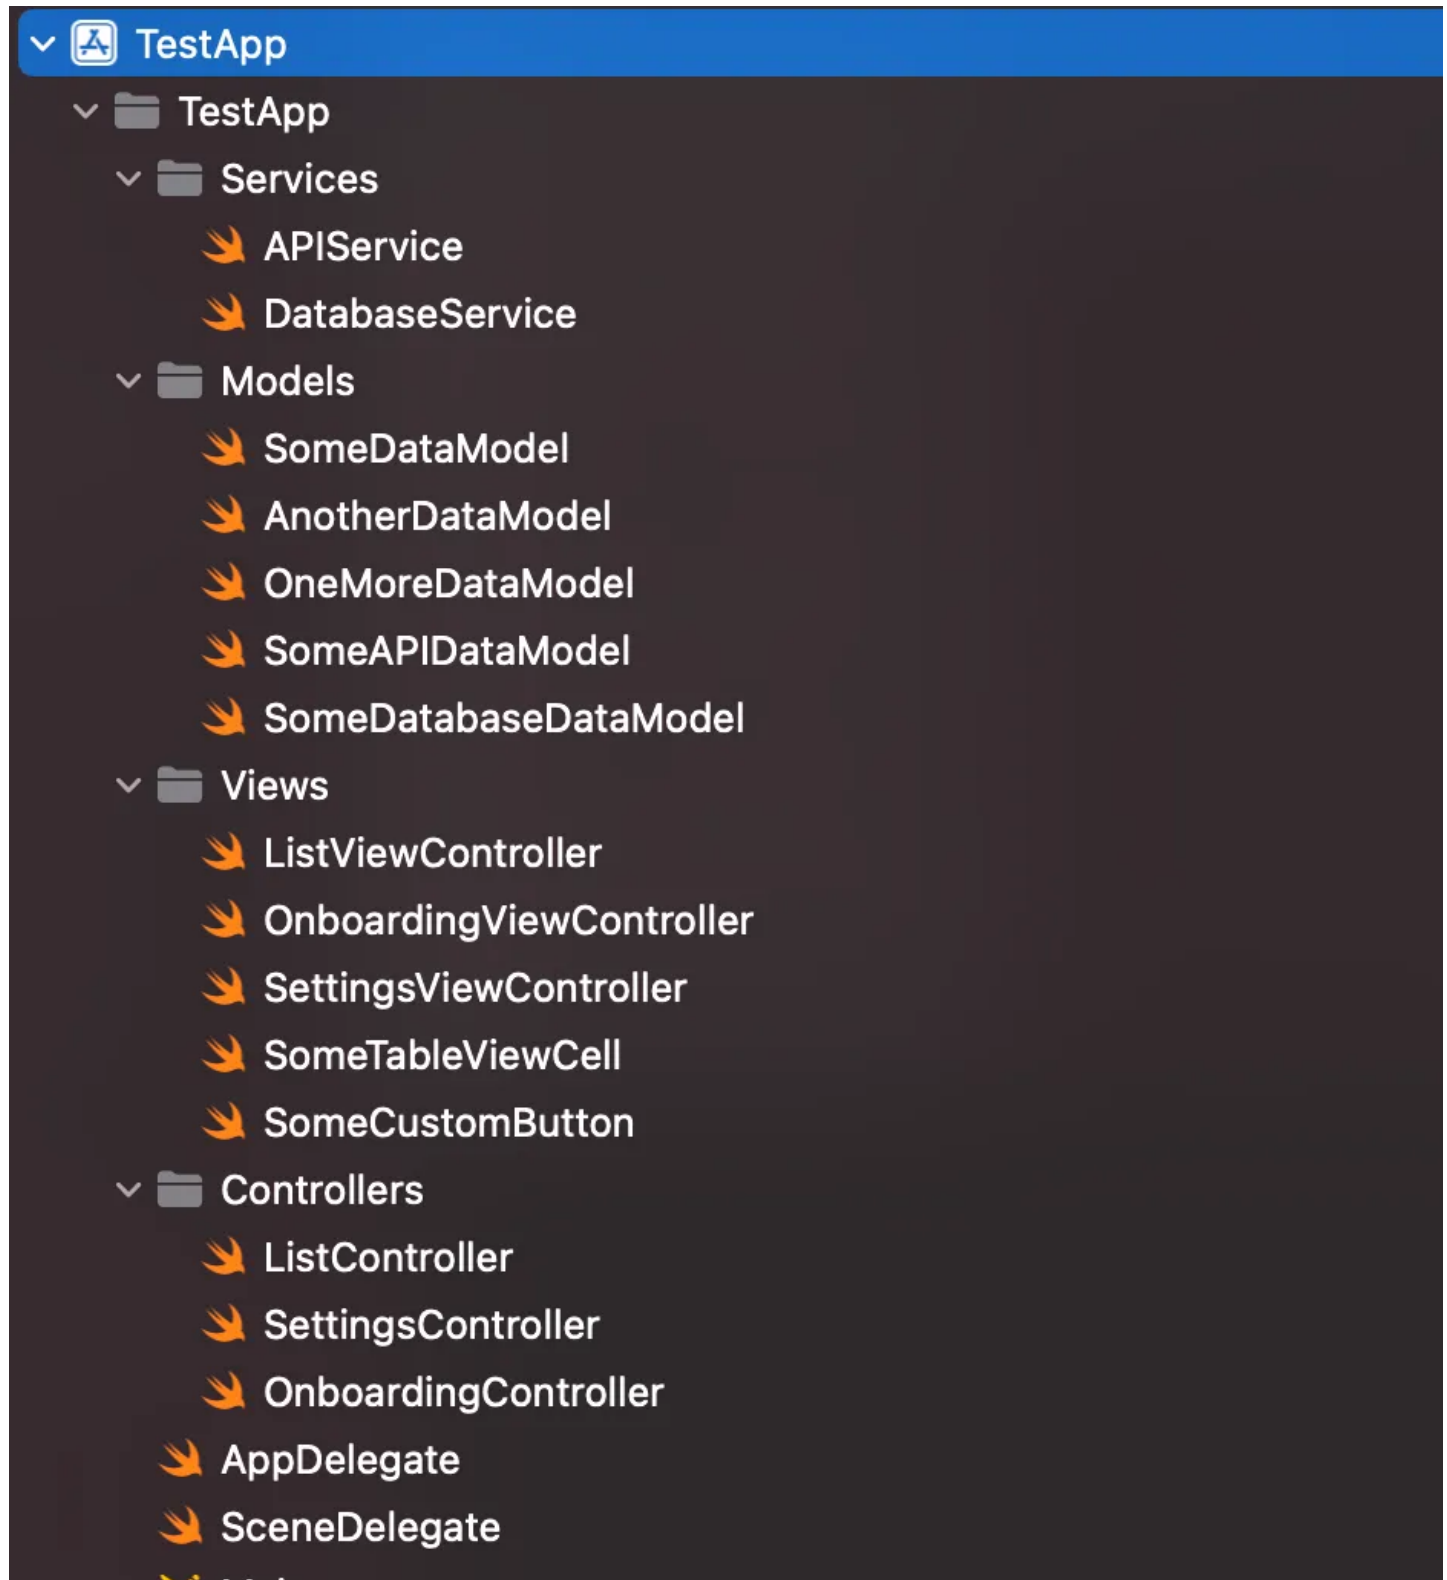 TestApp
TestApp
Services
APIService
DatabaseService
Models
SomeDataModel
AnotherDataModel
OneMoreDataModel
SomeAPIDataModel
SomeDatabaseDataModel
Views
ListViewController
OnboardingViewController
SettingsViewController
SomeTableViewCell
SomeCustomButton
Controllers
ListController
SettingsController
OnboardingController
AppDelegate
SceneDelegate